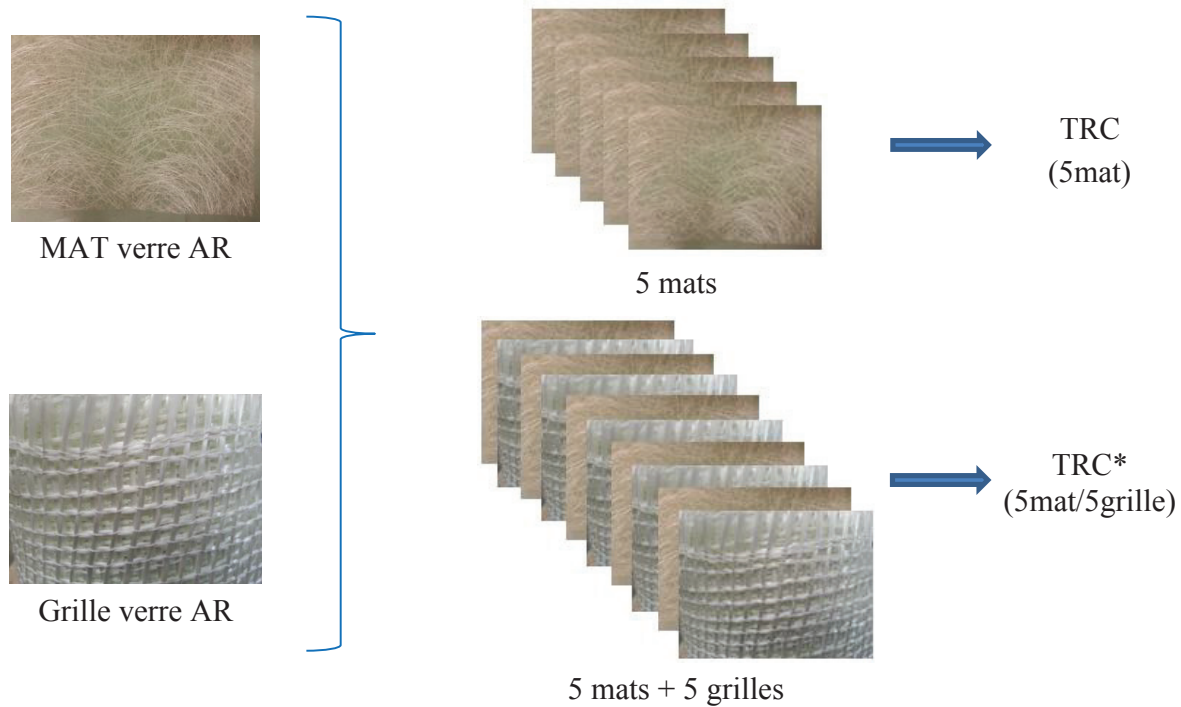 MAT verre AR
5 mats
TRC
(5mat)
Grille verre AR
5 mats + 5 grilles
TRC*
(5mat/5grille)